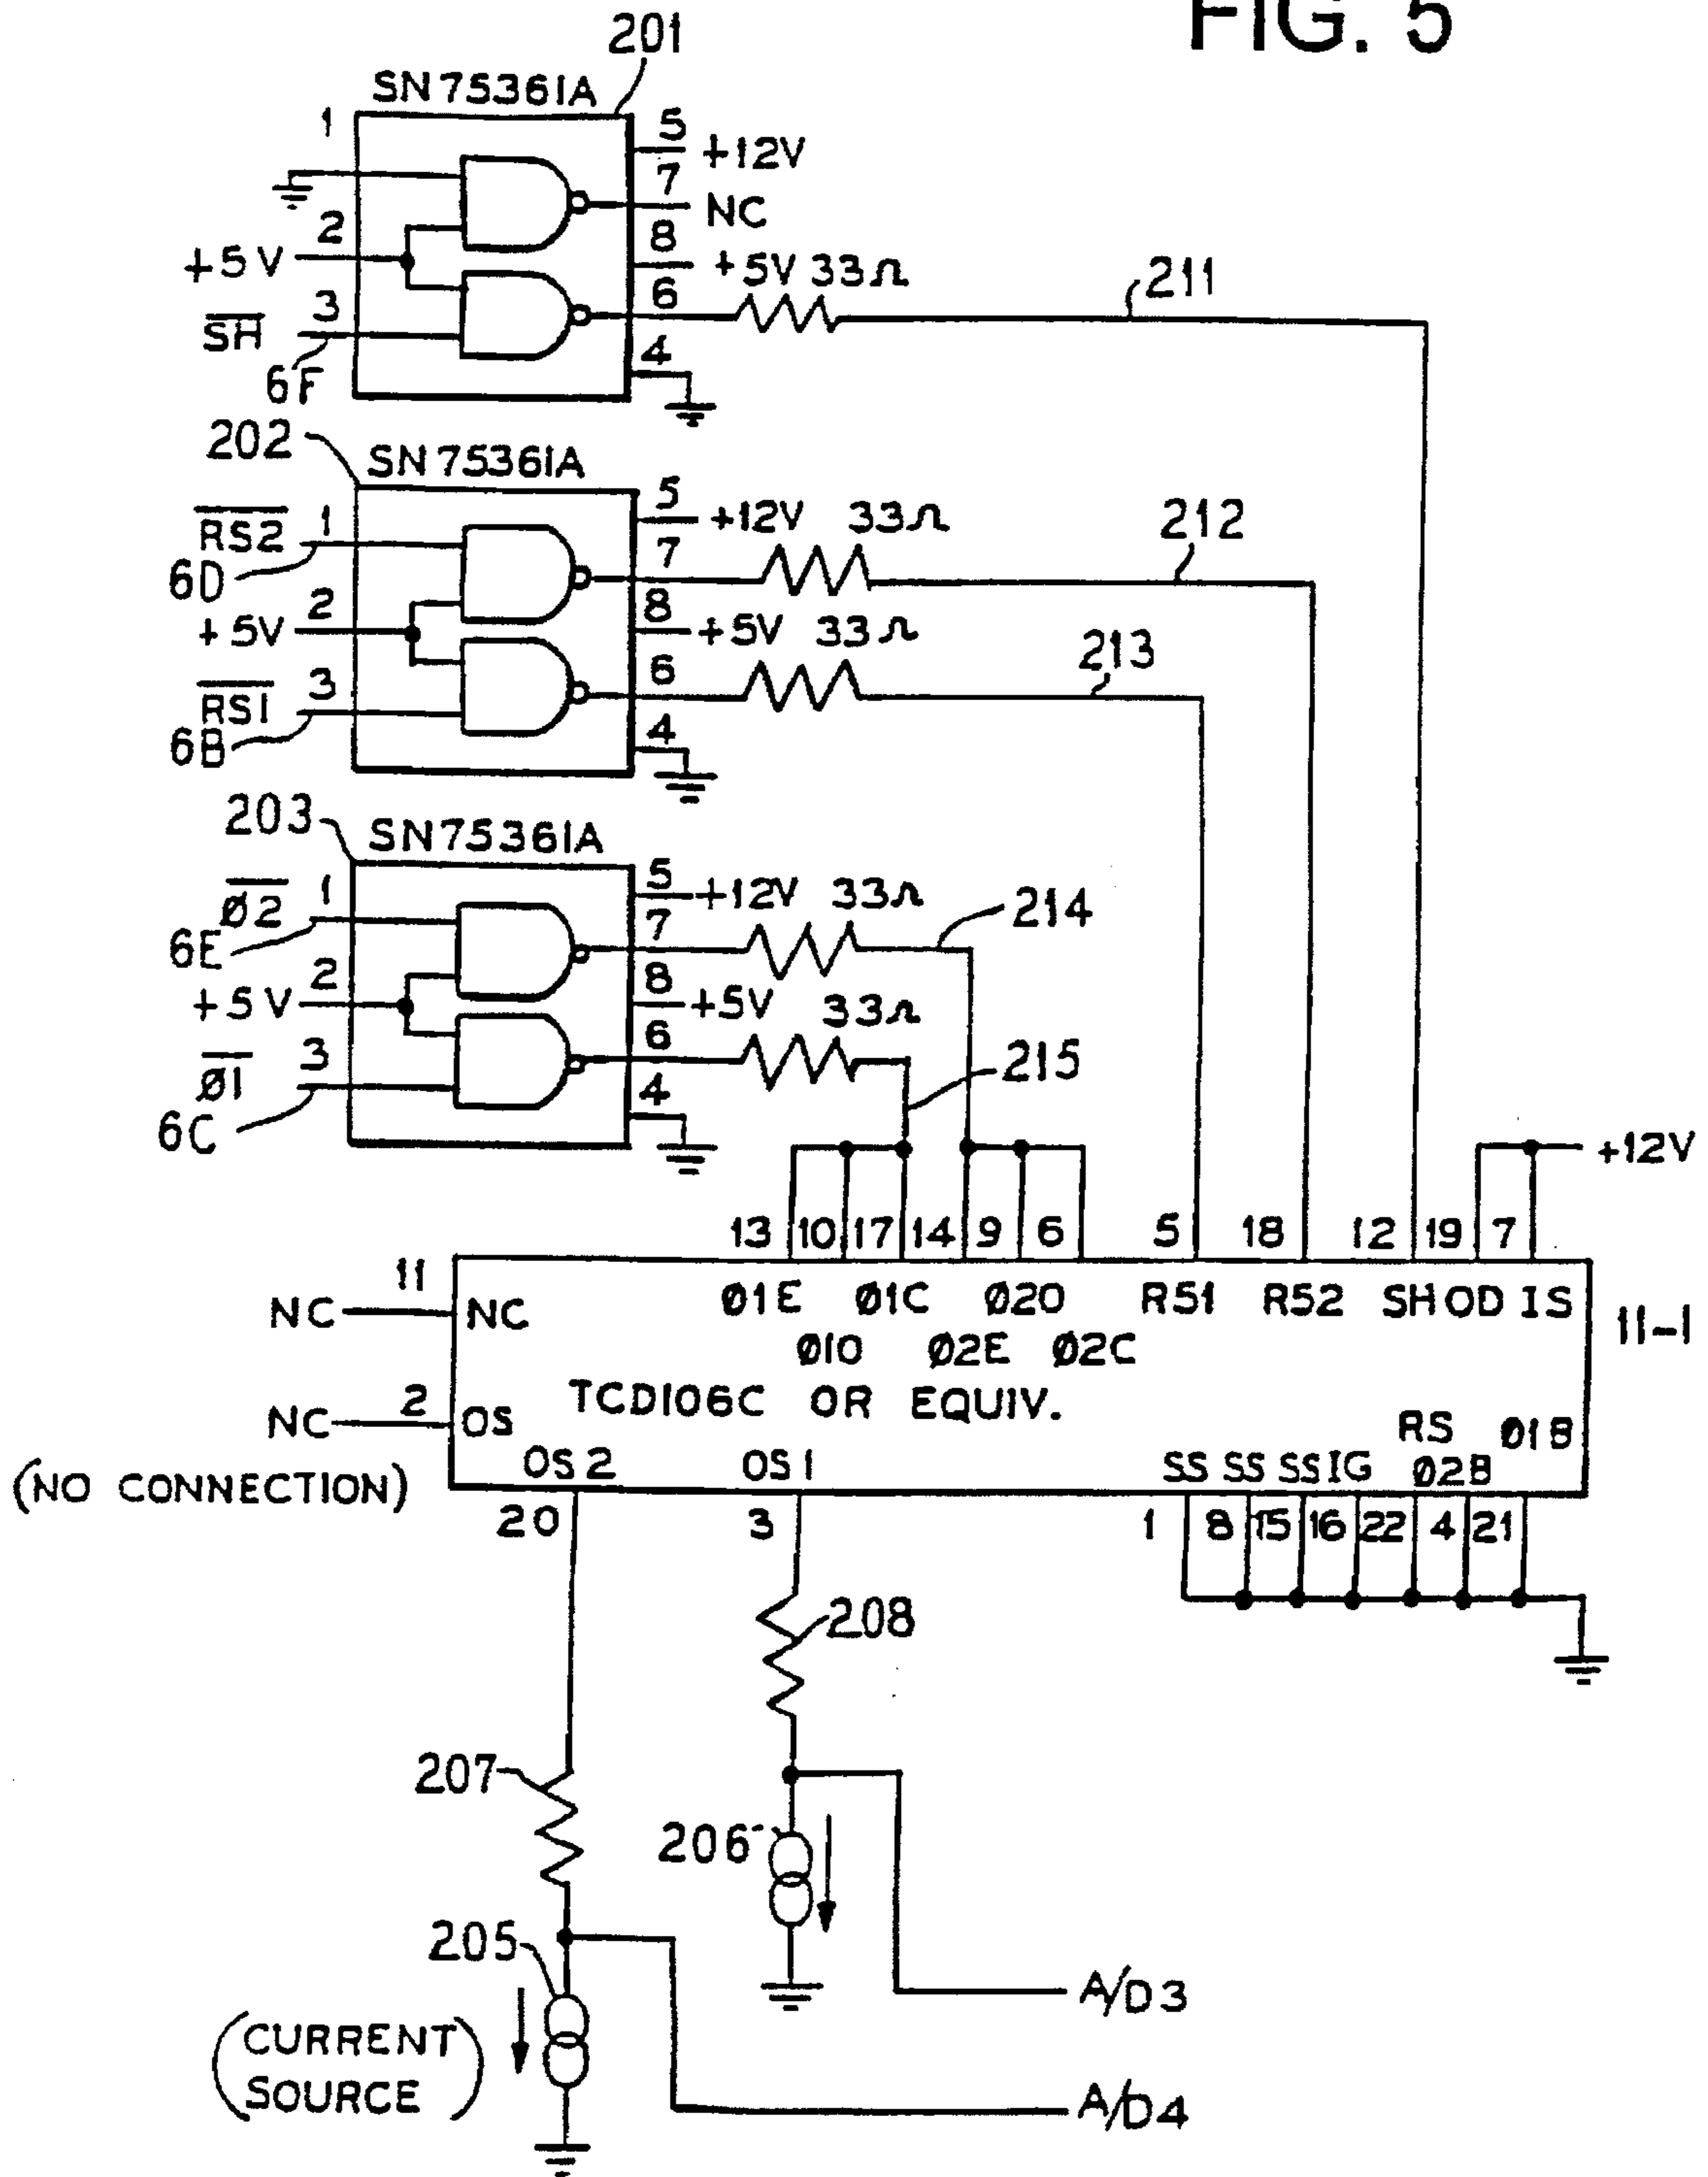 FIG. 5
201
SN75361A
1
5
+12V
7
NC
2
8
+5V
+5V 33Ω
211
3
6
SH
6F
4
202
SN75361A
RS2
1
5
+12V 33Ω
212
6D
7
2
8
+5V
+5V 33Ω
213
RS1
3
6
6B
4
203
SN75361A
Ø2
1
5
+12V 33Ω
214
6E
7
2
8
+5V
+5V 33Ω
Ø1
3
6
215
6C
4
+12V
13 10 17 14 9 6 5 18 12 19 7
11
NC
NC
Ø1E Ø1C Ø2O RS1 RS2 SH OD IS
11-1
Ø1O Ø2E Ø2C
2
NC
OS
TCD106C OR EQUIV.
RS Ø1B
(NO CONNECTION)
OS2 OS1 SS SS SS IG Ø2B
20 3 1 8 15 16 22 4 21
208
207
206
205
A/D3
(CURRENT
SOURCE)
A/D4